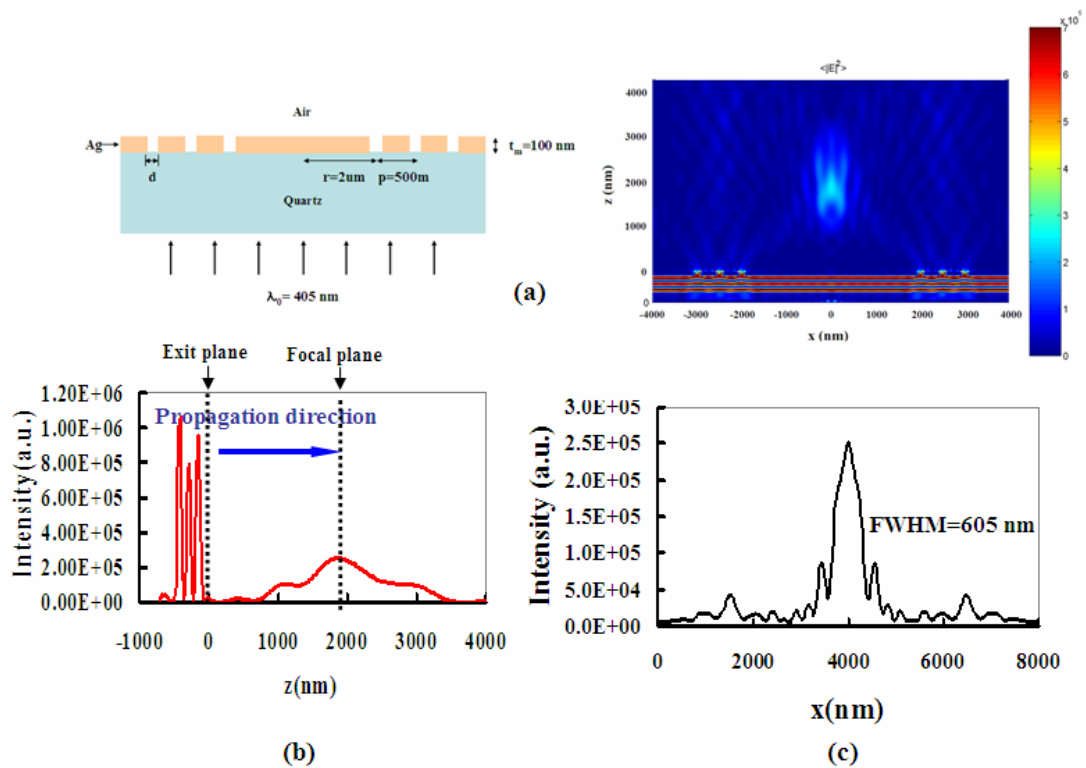 Air
Ag
tm=100 nm
d
r=2um
p=500m
Quartz
λ0= 405 nm
(a)
<|E|²>
x 10⁵
7
6
5
4
3
2
1
0
z (nm)
4000
3000
2000
1000
0
0
-4000 -3000 -2000 -1000 0 1000 2000 3000 4000
x (nm)
Exit plane
Focal plane
Propagation direction
Intensity(a.u.)
1.20E+06
1.00E+06
8.00E+05
6.00E+05
4.00E+05
2.00E+05
0.00E+00
-1000 0 1000 2000 3000 4000
z(nm)
(b)
Intensity (a.u.)
3.0E+05
2.5E+05
2.0E+05
1.5E+05
1.0E+05
5.0E+04
0.0E+00
FWHM=605 nm
0 2000 4000 6000 8000
x(nm)
(c)